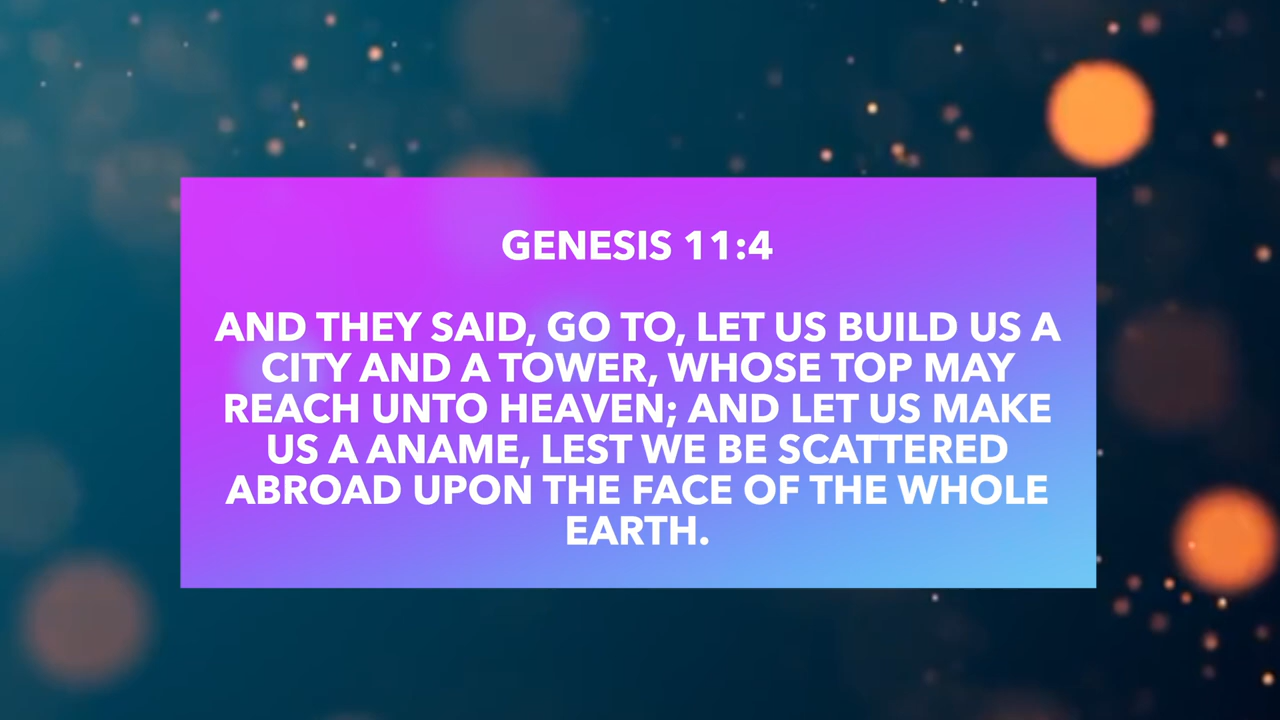 GENESIS 11:4
AND THEY SAID, GO TO, LET US BUILD US A
CITY AND A TOWER, WHOSE TOP MAY
REACH UNTO HEAVEN; AND LET US MAKE
US A ANAME, LEST WE BE SCATTERED
ABROAD UPON THE FACE OF THE WHOLE
EARTH.